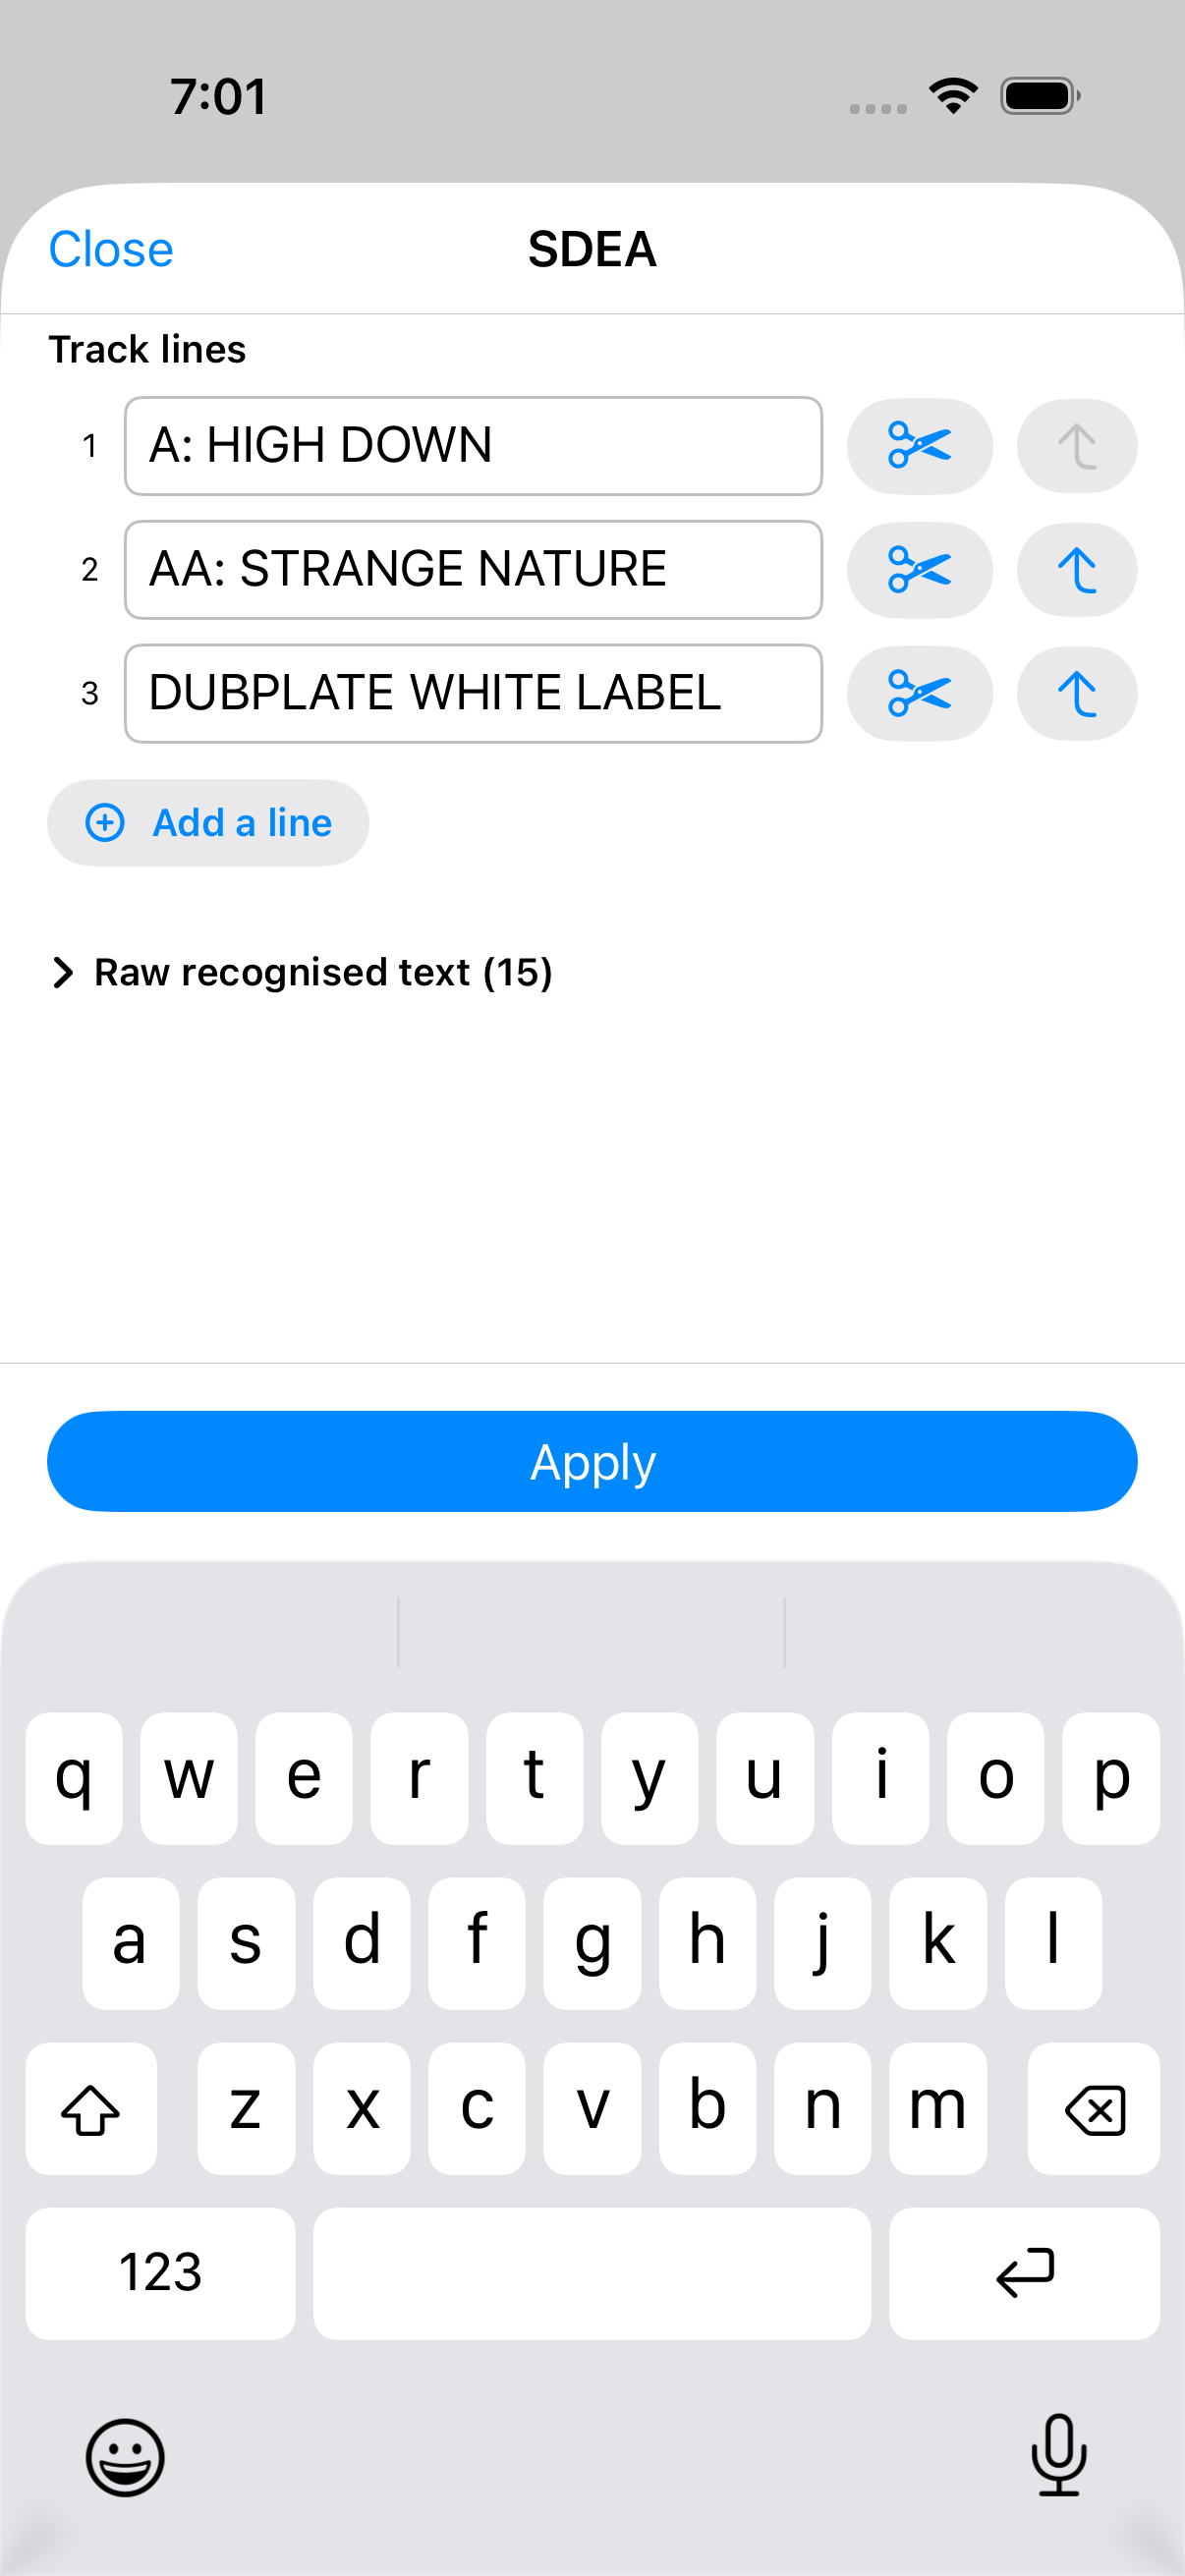 7:01
Close
SDEA
Track lines
1
A: HIGH DOWN
2
AA: STRANGE NATURE
3
DUBPLATE WHITE LABEL
Add a line
Raw recognised text (15)
Apply
q w e r t y u i o p
a s d f g h j k l
z x c v b n m
123